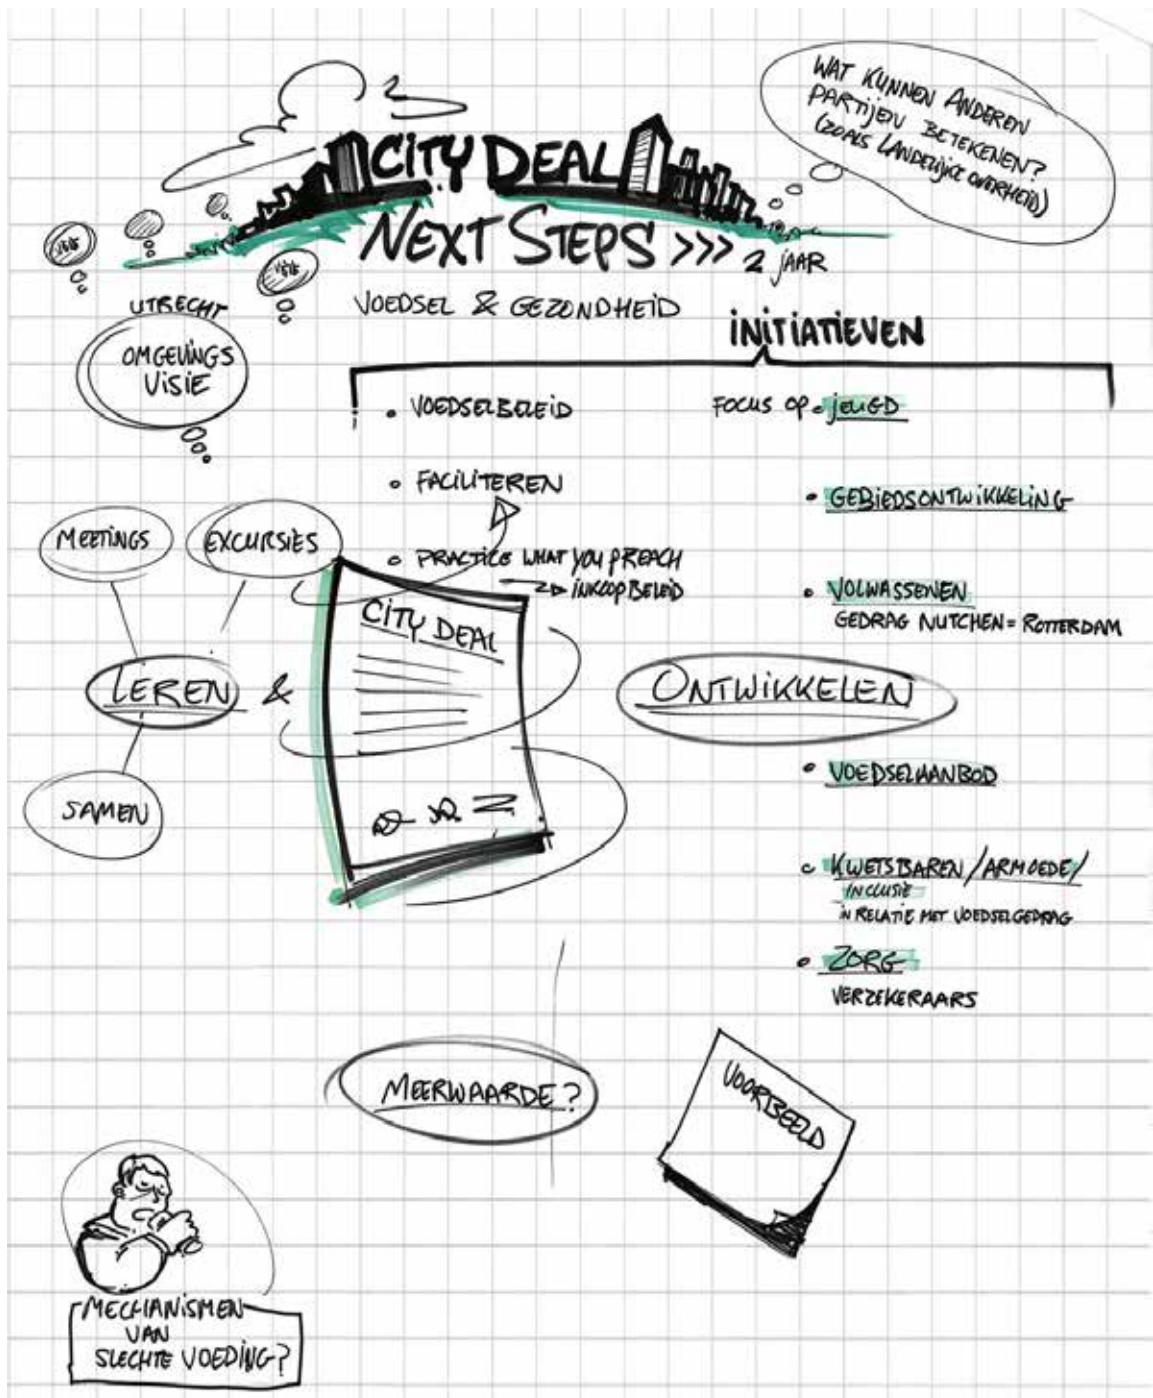 WAT KUNNEN ANDEREN
PARTIJEN BETEKENEN?
(ZOALS LANDELIJKE OVERHEID)
CITY DEAL
NEXT STEPS >>> 2 JAAR
VOEDSEL & GEZONDHEID
UTRECHT
OMGEVINGS
VISIE
INITIATIEVEN
• VOEDSELBELEID
• FACILITEREN
• PRACTICE WHAT YOU PREACH
INKOOPBELEID
FOCUS OP • JEUGD
• GEBIEDSONTWIKKELING
• VOLWASSENEN
GEDRAG NUTCHEN = ROTTERDAM
MEETINGS
EXCURSIES
LEREN &
SAMEN
CITY DEAL
ONTWIKKELEN
• VOEDSELAANBOD
• KWETSBAREN / ARMOEDE /
INCLUSIE
IN RELATIE MET VOEDSELGEDRAG
• ZORG
VERZEKERAARS
MEERWAARDE?
VOORBEELD
MECHANISMEN
VAN
SLECHTE VOEDING?